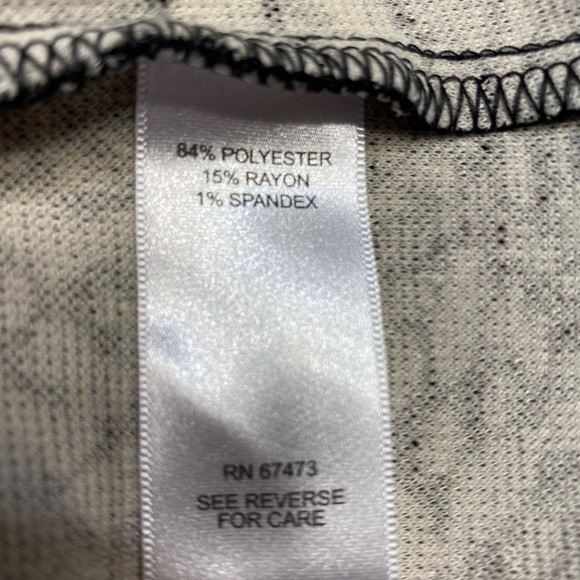 84% POLYESTER
15% RAYON
1% SPANDEX
RN 67473
SEE REVERSE
FOR CARE